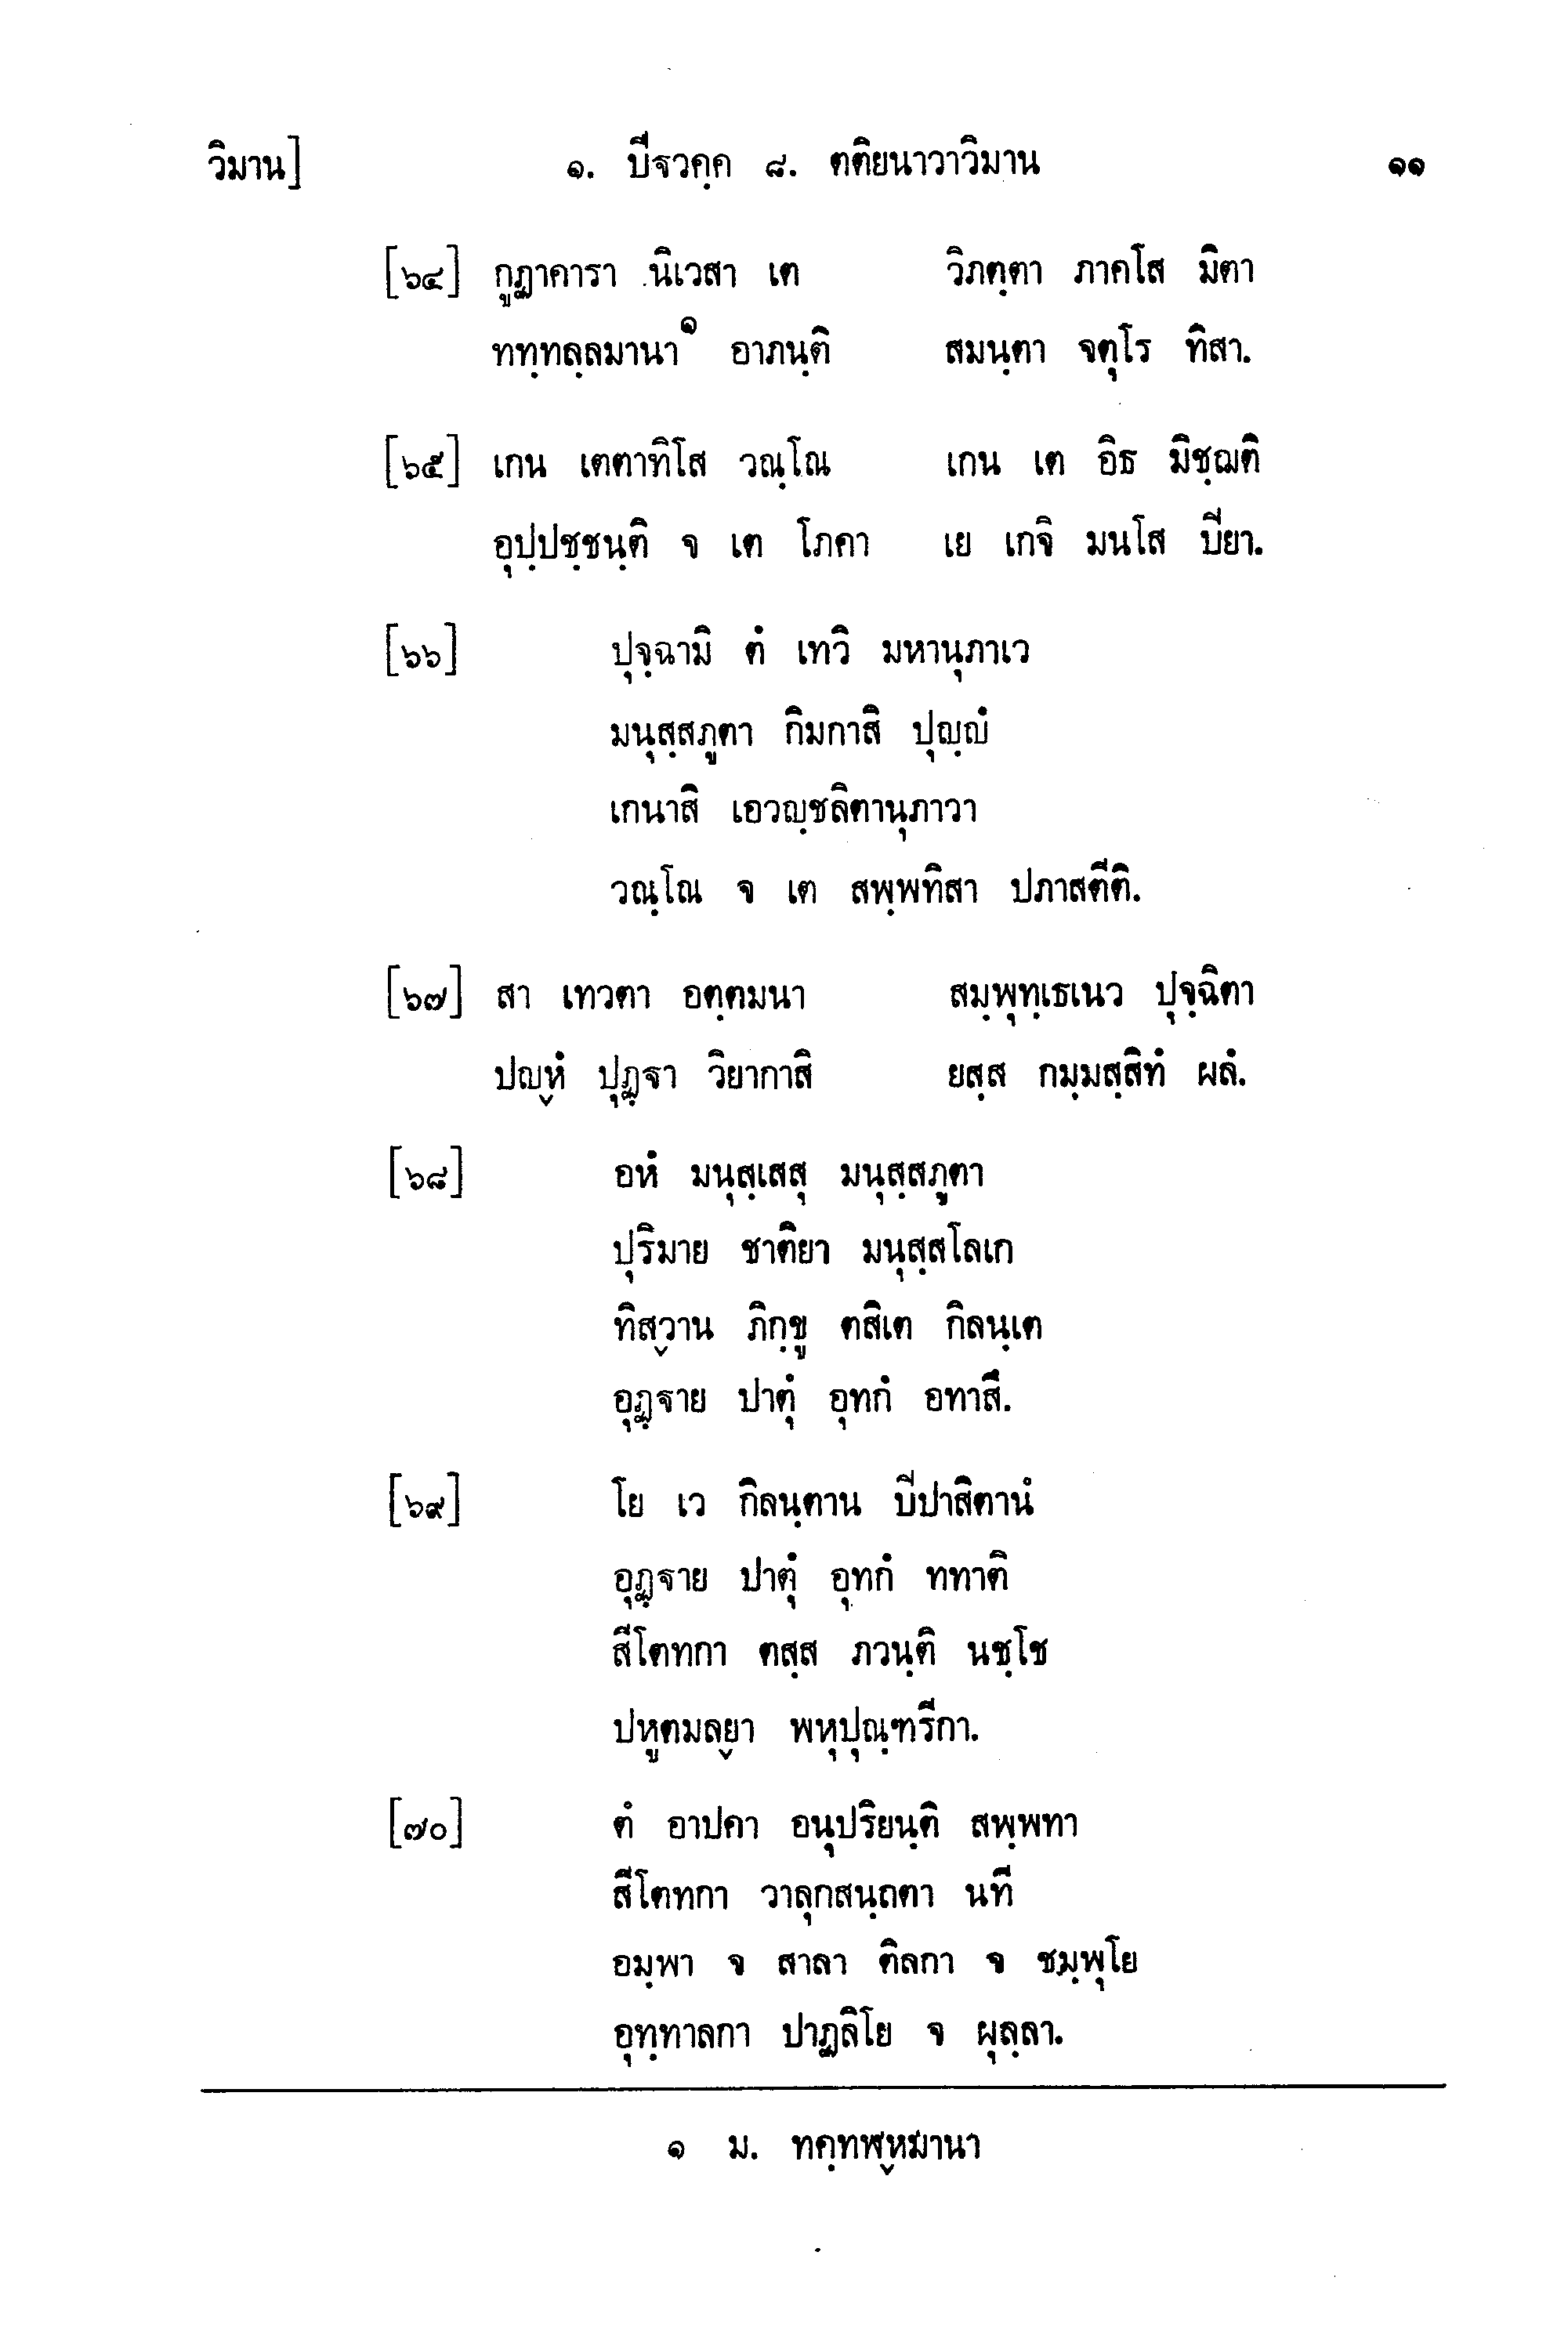 วิมาน] ๑. ปีฐวคฺค ๘. ตติยนาวาวิมาน ๑๑
[๖๔] กูฏาคารา นิเวสา เต วิภตฺตา ภาคโส มิตา
ททฺทลฺลมานา๑ อาภนฺติ สมนฺตา จตุโร ทิสา.
[๖๕] เกน เตตาทิโส วณฺโณ เกน เต อิธ มิชฺฌติ
อุปฺปชฺชนฺติ จ เต โภคา เย เกจิ มนโส ปิยา.
[๖๖] ปุจฺฉามิ ตํ เทวิ มหานุภาเว
มนุสฺสภูตา กิมกาสิ ปุญฺญํ
เกนาสิ เอวญฺชลิตานุภาวา
วณฺโณ จ เต สพฺพทิสา ปภาสตีติ.
[๖๗] สา เทวตา อตฺตมนา สมฺพุทฺเธเนว ปุจฺฉิตา
ปญฺหํ ปุฏฺฐา วิยากาสิ ยสฺส กมฺมสฺสิทํ ผลํ.
[๖๘] อหํ มนุสฺเสสุ มนุสฺสภูตา
ปุริมาย ชาติยา มนุสฺสโลเก
ทิสฺวาน ภิกฺขู ตสิเต กิลนฺเต
อุฏฺฐาย ปาตุํ อุทกํ อทาสึ.
[๖๙] โย เว กิลนฺตาน ปิปาสิตานํ
อุฏฺฐาย ปาตุํ อุทกํ ททาติ
สีโตทกา ตสฺส ภวนฺติ นชฺโช
ปหูตมลฺยา พหุปุณฺฑรีกา.
[๗๐] ตํ อาปคา อนุปริยนฺติ สพฺพทา
สีโตทกา วาลุกสนฺถตา นที
อมฺพา จ สาลา ติลกา จ ชมฺพุโย
อุทฺทาลกา ปาฏลิโย จ ผุลฺลา.
๑ ม. ทคฺทฬฺหมานา